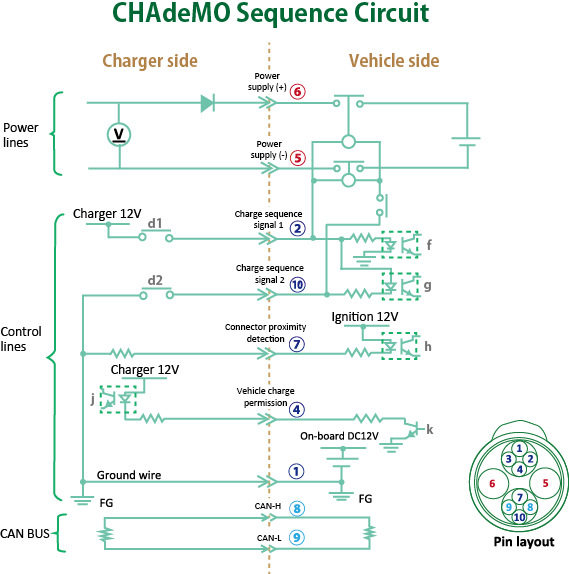 CHAdeMO Sequence Circuit
Charger side
Vehicle side
Power
supply (+)
6
Power
lines
V
Power
supply (-)
5
Charger 12V
d1
Charge sequence
signal 1
2
f
d2
Charge sequence
signal 2
10
g
Ignition 12V
Control
lines
Connector proximity
detection
7
h
Charger 12V
j
Vehicle charge
permission
4
k
On-board DC12V
Ground wire
1
FG
FG
CAN BUS
CAN-H
8
CAN-L
9
1
3
2
4
6
5
7
9
8
10
Pin layout